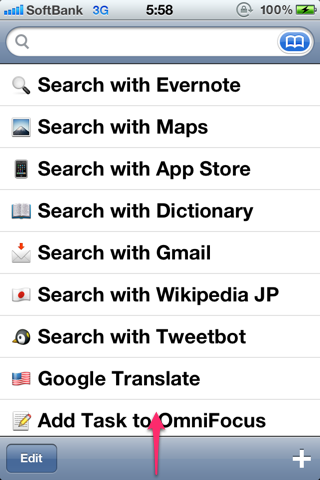 SoftBank 3G 5:58 100%
Search with Evernote
Search with Maps
Search with App Store
Search with Dictionary
Search with Gmail
Search with Wikipedia JP
Search with Tweetbot
Google Translate
Add Task to OmniFocus
Edit